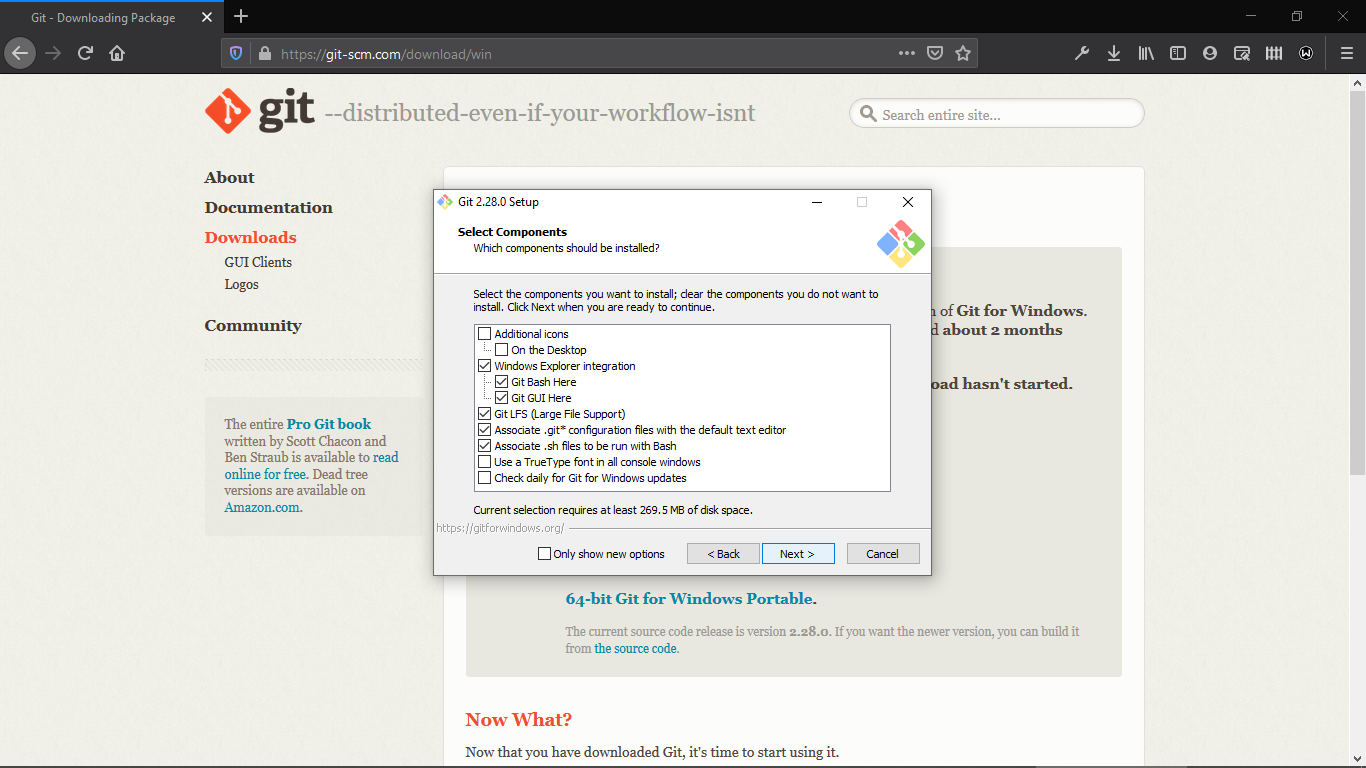 Git - Downloading Package
https://git-scm.com/download/win
git --distributed-even-if-your-workflow-isnt
Search entire site...
About
Documentation
Downloads
GUI Clients
Logos
Community
The entire Pro Git book
written by Scott Chacon and
Ben Straub is available to read
online for free. Dead tree
versions are available on
Amazon.com.
Git 2.28.0 Setup
Select Components
Which components should be installed?
Select the components you want to install; clear the components you do not want to
install. Click Next when you are ready to continue.
Additional icons
On the Desktop
Windows Explorer integration
Git Bash Here
Git GUI Here
Git LFS (Large File Support)
Associate .git* configuration files with the default text editor
Associate .sh files to be run with Bash
Use a TrueType font in all console windows
Check daily for Git for Windows updates
Current selection requires at least 269.5 MB of disk space.
https://gitforwindows.org/
Only show new options
< Back
Next >
Cancel
of Git for Windows.
about 2 months
hasn't started.
64-bit Git for Windows Portable.
The current source code release is version 2.28.0. If you want the newer version, you can build it
from the source code.
Now What?
Now that you have downloaded Git, it's time to start using it.